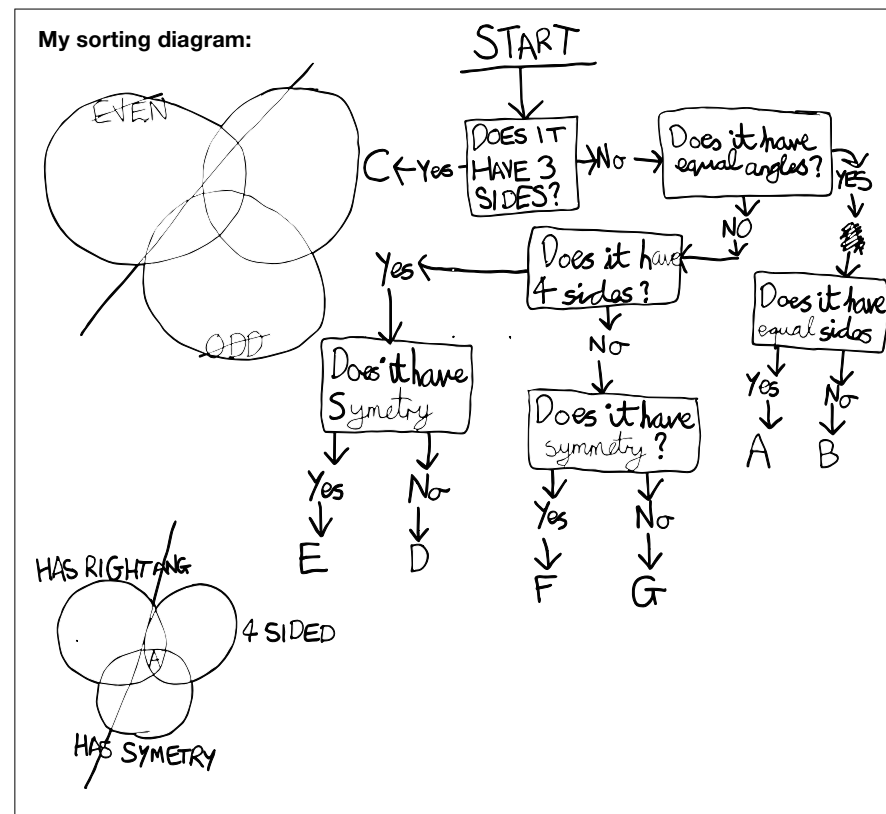 My sorting diagram:
START
EVEN
ODD
DOES IT
HAVE 3
SIDES?
Yes
C
No
Does it have
equal angles?
YES
NO
Does it have
equal sides
Yes
No
A
B
Does it have
4 sides?
Yes
No
Does it have
Symetry
Yes
No
E
D
Does it have
symmetry?
Yes
No
F
G
HAS RIGHT ANG
4 SIDED
A
HAS SYMETRY